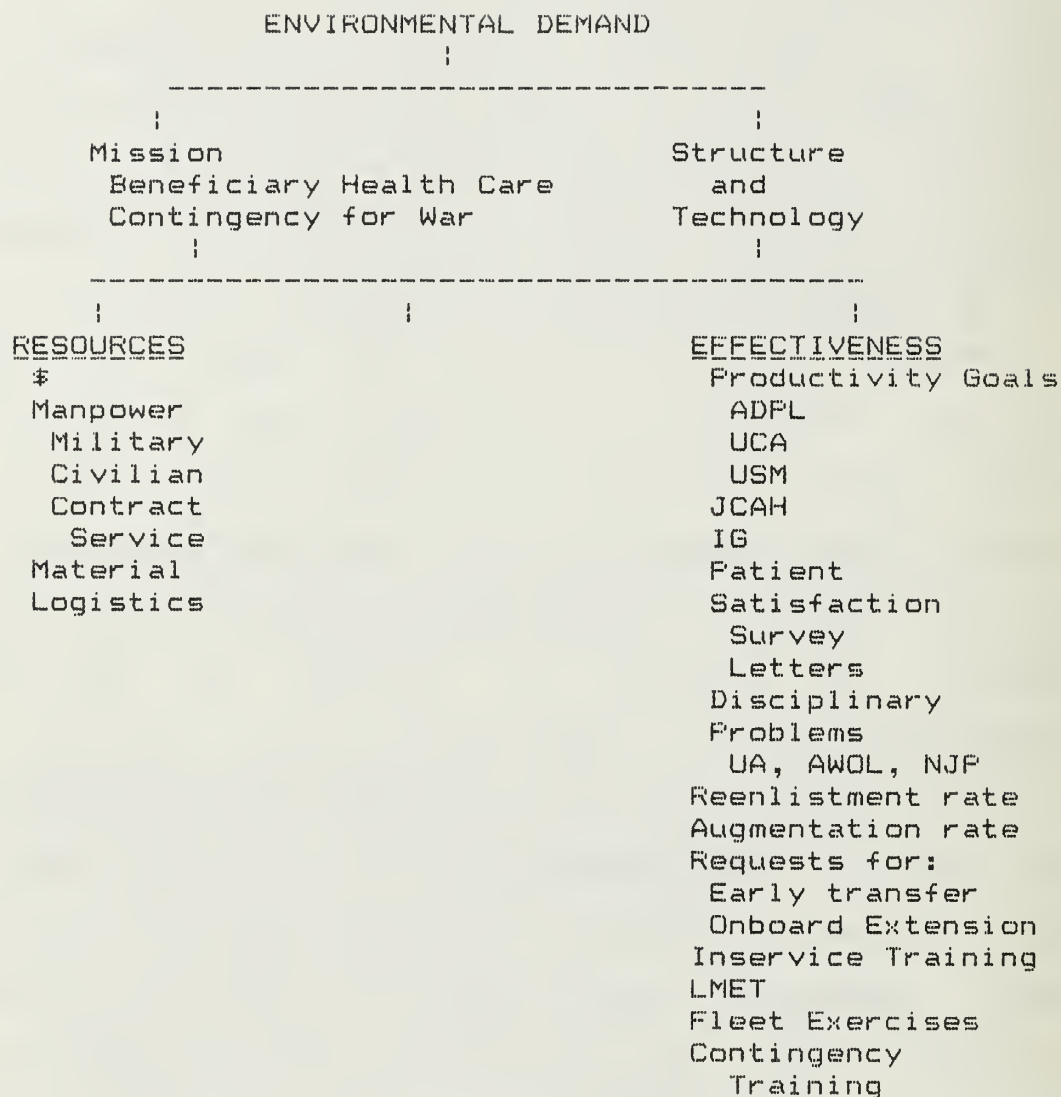 ENVIRONMENTAL DEMAND
Mission
Beneficiary Health Care
Contingency for War
Structure
and
Technology
RESOURCES
$
Manpower
Military
Civilian
Contract
Service
Material
Logistics
EFFECTIVENESS
Productivity Goals
ADPL
UCA
USM
JCAH
IG
Patient
Satisfaction
Survey
Letters
Disciplinary
Problems
UA, AWOL, NJP
Reenlistment rate
Augmentation rate
Requests for:
Early transfer
Onboard Extension
Inservice Training
LMET
Fleet Exercises
Contingency
Training